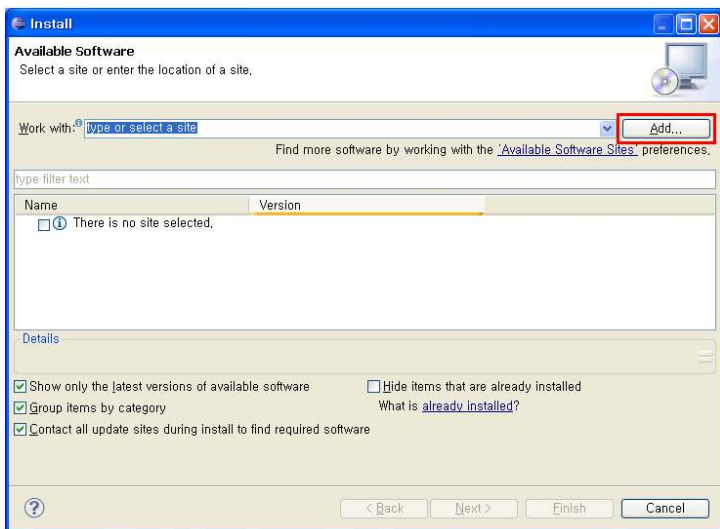 Install
Available Software
Select a site or enter the location of a site.
Work with: type or select a site Add...
Find more software by working with the 'Available Software Sites' preferences.
type filter text
Name Version
There is no site selected.
Details
Show only the latest versions of available software Hide items that are already installed
Group items by category What is already installed?
Contact all update sites during install to find required software
? < Back Next > Finish Cancel